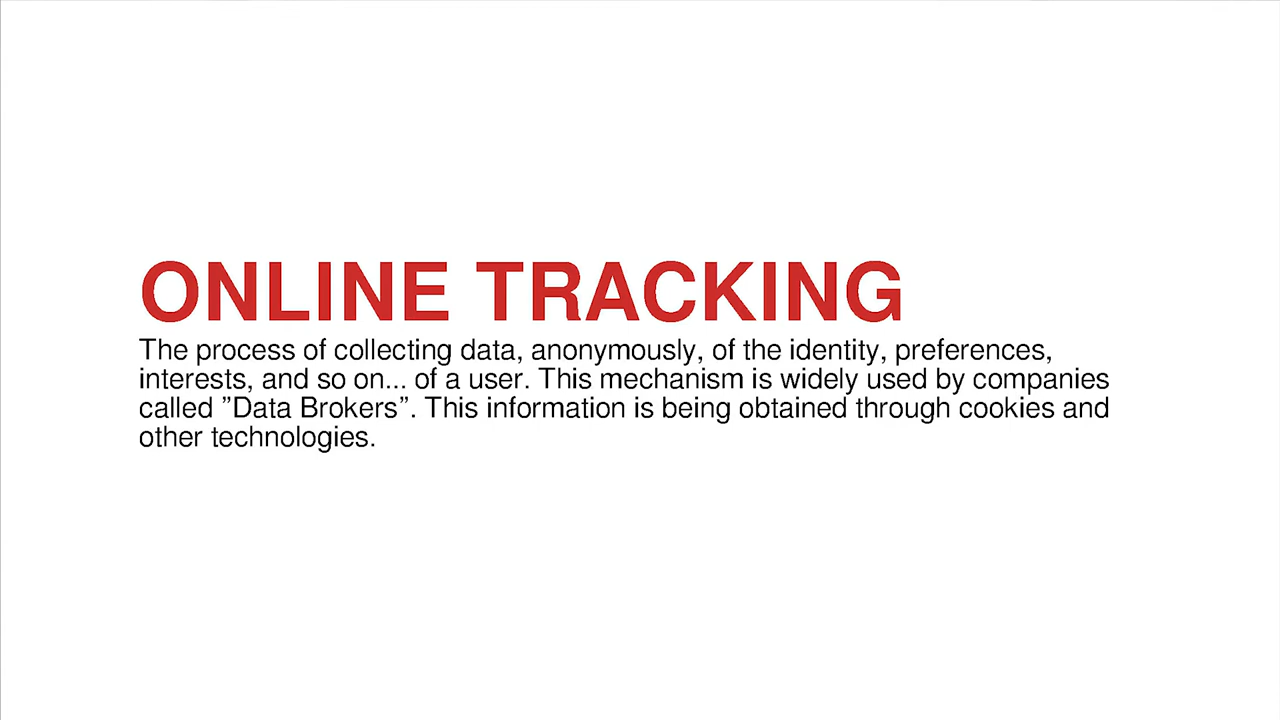 ONLINE TRACKING
The process of collecting data, anonymously, of the identity, preferences,
interests, and so on... of a user. This mechanism is widely used by companies
called ”Data Brokers”. This information is being obtained through cookies and
other technologies.